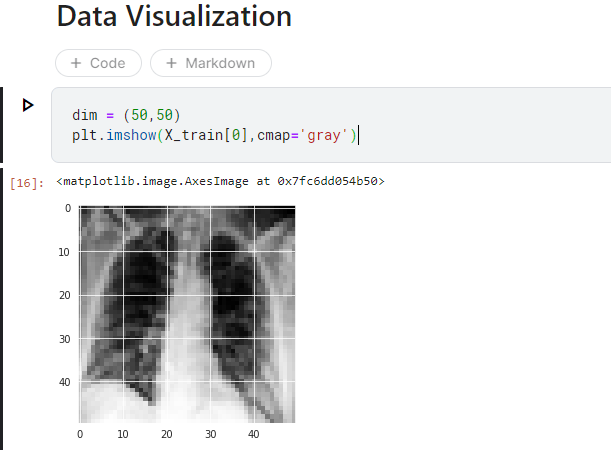 Data Visualization
+ Code + Markdown
dim = (50,50)
plt.imshow(X_train[0],cmap='gray')
[16]: <matplotlib.image.AxesImage at 0x7fc6dd054b50>
0
10
20
30
40
0 10 20 30 40